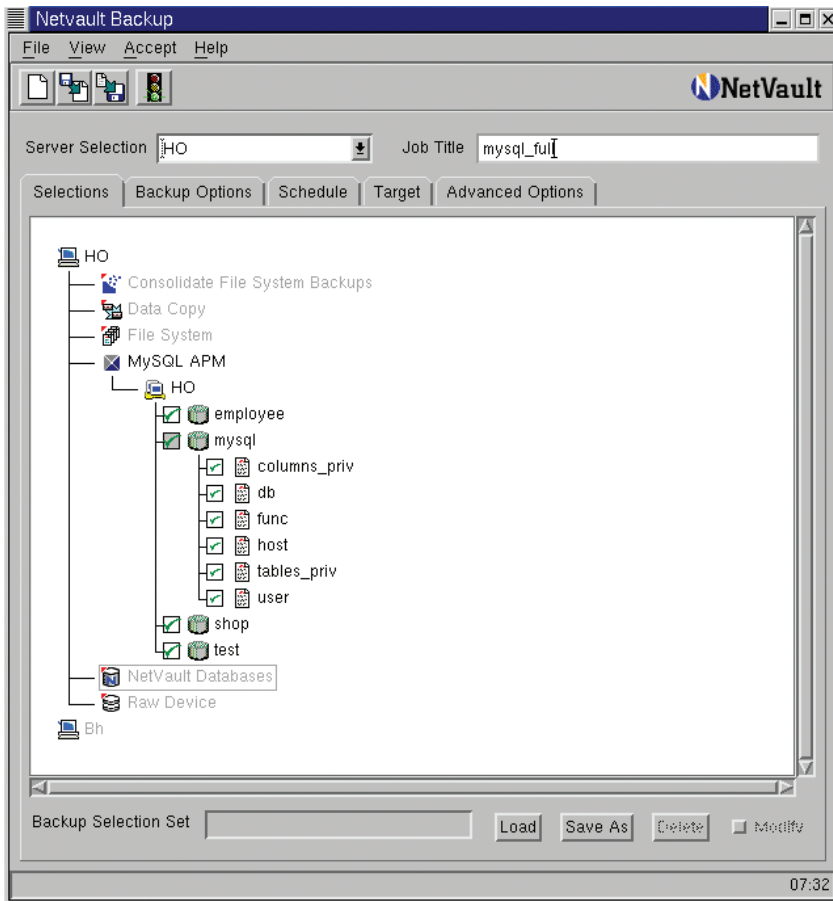 Netvault Backup
File View Accept Help
NetVault
Server Selection HO Job Title mysql_full
Selections Backup Options Schedule Target Advanced Options
HO
Consolidate File System Backups
Data Copy
File System
MySQL APM
HO
employee
mysql
columns_priv
db
func
host
tables_priv
user
shop
test
NetVault Databases
Raw Device
Bh
Backup Selection Set Load Save As Delete Modify
07:32